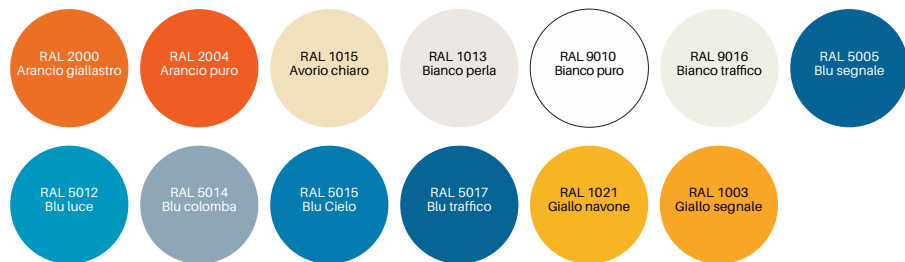 RAL 2000
Arancio giallastro
RAL 2004
Arancio puro
RAL 1015
Avorio chiaro
RAL 1013
Bianco perla
RAL 9010
Bianco puro
RAL 9016
Bianco traffico
RAL 5005
Blu segnale
RAL 5012
Blu luce
RAL 5014
Blu colomba
RAL 5015
Blu Cielo
RAL 5017
Blu traffico
RAL 1021
Giallo navone
RAL 1003
Giallo segnale